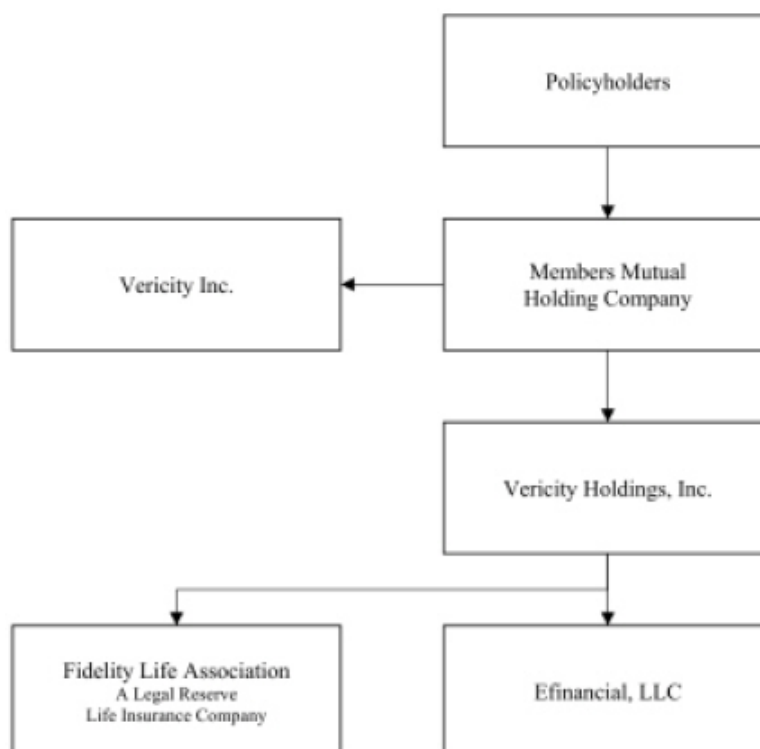 Policyholders
Vericity Inc.
Members Mutual
Holding Company
Vericity Holdings, Inc.
Fidelity Life Association
A Legal Reserve
Life Insurance Company
Efinancial, LLC